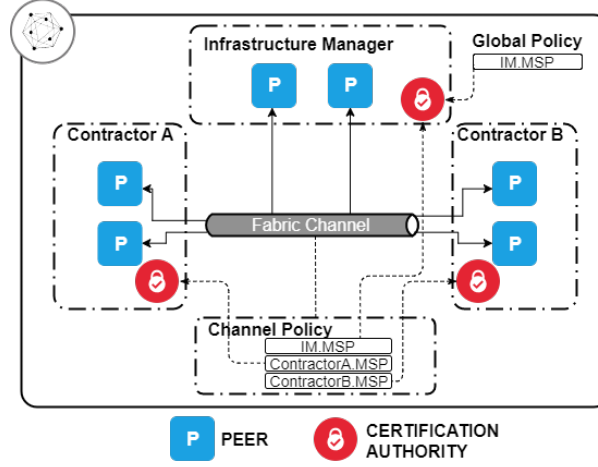 Infrastructure Manager
Global Policy
IM.MSP
P
P
Contractor A
Contractor B
P
P
P
P
Fabric Channel
Channel Policy
IM.MSP
ContractorA.MSP
ContractorB.MSP
P PEER
CERTIFICATION
AUTHORITY